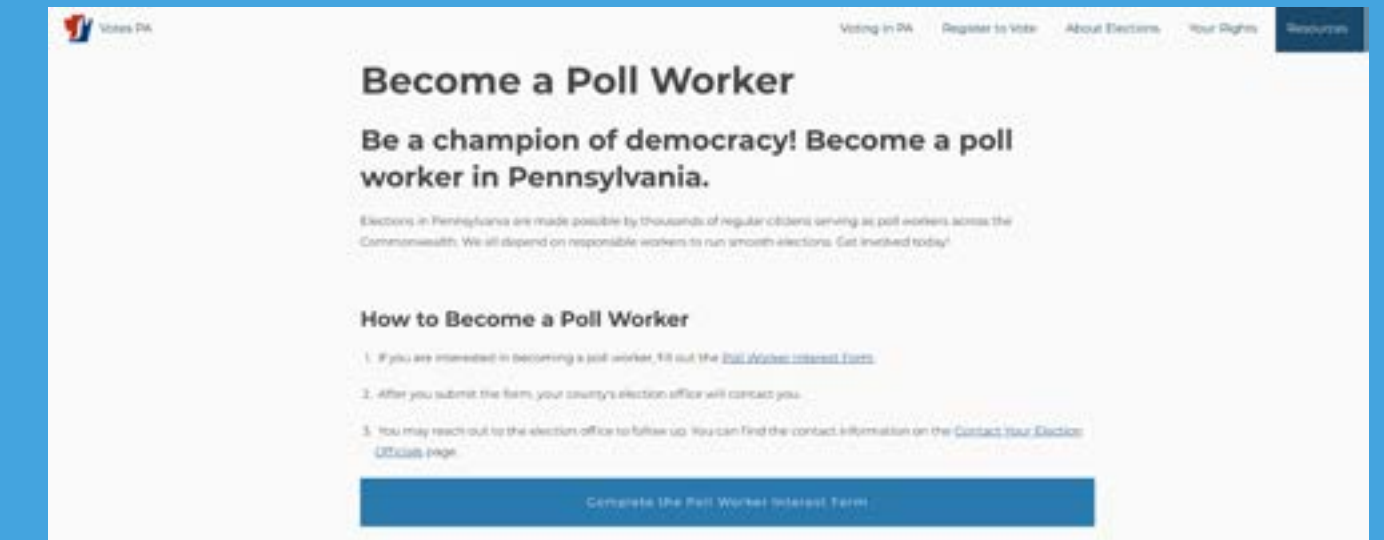 Votes PA
Voting in PA Register to Vote About Elections Your Rights Resources
Become a Poll Worker
Be a champion of democracy! Become a poll
worker in Pennsylvania.
Elections in Pennsylvania are made possible by thousands of regular citizens serving as poll workers across the
Commonwealth. We all depend on responsible workers to run smooth elections. Get involved today!
How to Become a Poll Worker
1. If you are interested in becoming a poll worker, fill out the Poll Worker Interest Form.
2. After you submit the form, your county's election office will contact you.
3. You may reach out to the election office to follow up. You can find the contact information on the Contact Your Election
Officials page.
Complete the Poll Worker Interest Form